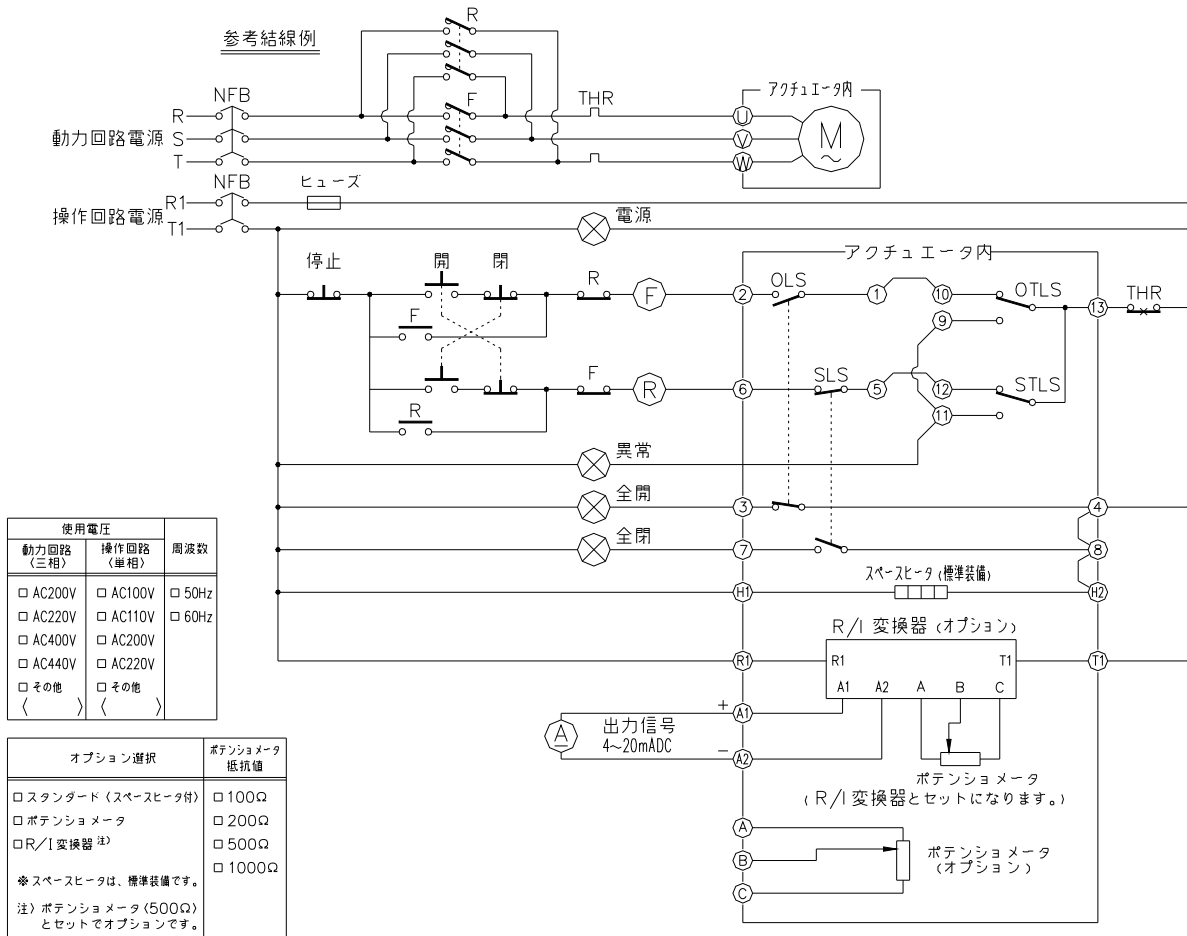 参考結線例
R
NFB
F
THR
アクチュエータ内
R
動力回路電源 S
T
U
V
W
M
~
NFB
ヒューズ
R1
操作回路電源
T1
電源
アクチュエータ内
停止
開
閉
R
F
2
OLS
1
10
OTLS
13
THR
9
F
F
R
6
SLS
5
12
STLS
11
R
異常
全開
3
4
全閉
7
8
スペースヒータ(標準装備)
H1
H2
R/I 変換器 (オプション)
R1
R1
T1
T1
A1 A2 A B C
+
A1
A
出力信号
4~20mADC
-
A2
ポテンショメータ
(R/I変換器とセットになります。)
A
B
C
ポテンショメータ
(オプション)
使用電圧
周波数
動力回路
(三相)
操作回路
(単相)
□ AC200V □ AC100V □ 50Hz
□ AC220V □ AC110V □ 60Hz
□ AC400V □ AC200V
□ AC440V □ AC220V
□ その他 □ その他
( ) ( )
オプション選択
ポテンショメータ
抵抗値
□スタンダード(スペースヒータ付) □100Ω
□ポテンショメータ □200Ω
□R/I変換器 注) □500Ω
□1000Ω
※スペースヒータは、標準装備です。
注) ポテンショメータ(500Ω)
とセットでオプションです。